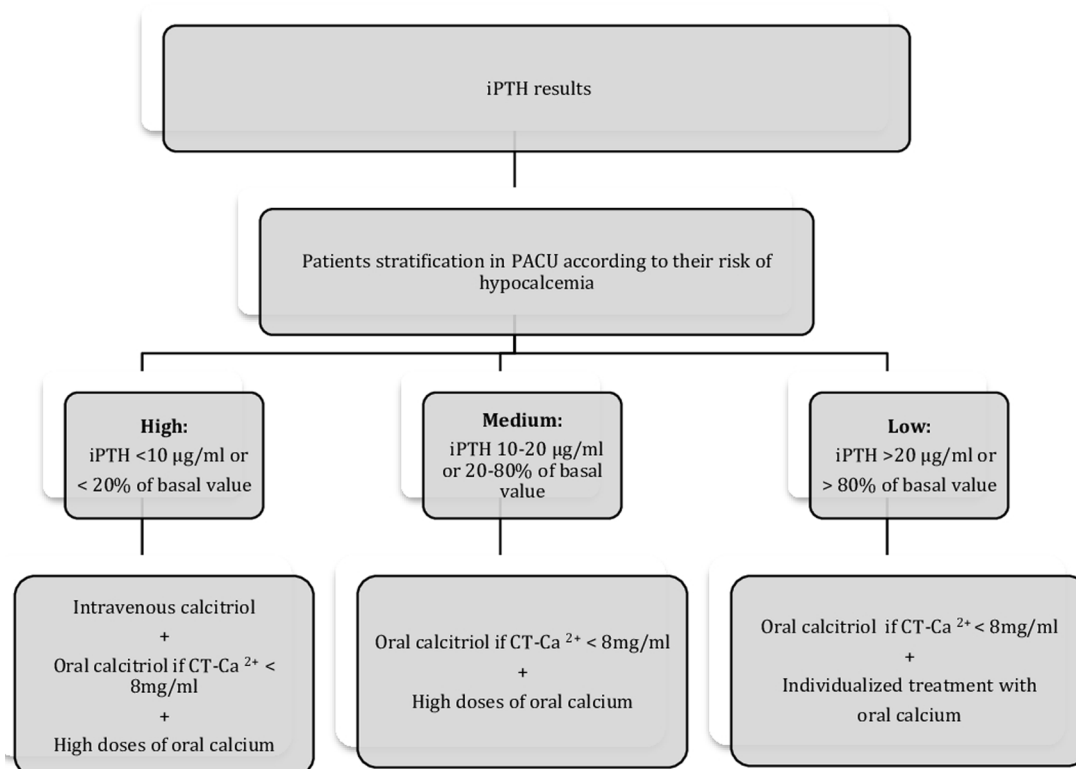 iPTH results
Patients stratification in PACU according to their risk of
hypocalcemia
High:
iPTH <10 µg/ml or
< 20% of basal value
Medium:
iPTH 10-20 µg/ml
or 20-80% of basal
value
Low:
iPTH >20 µg/ml or
> 80% of basal value
Intravenous calcitriol
+
Oral calcitriol if CT-Ca ²⁺ <
8mg/ml
+
High doses of oral calcium
Oral calcitriol if CT-Ca ²⁺ < 8mg/ml
+
High doses of oral calcium
Oral calcitriol if CT-Ca ²⁺ < 8mg/ml
+
Individualized treatment with
oral calcium